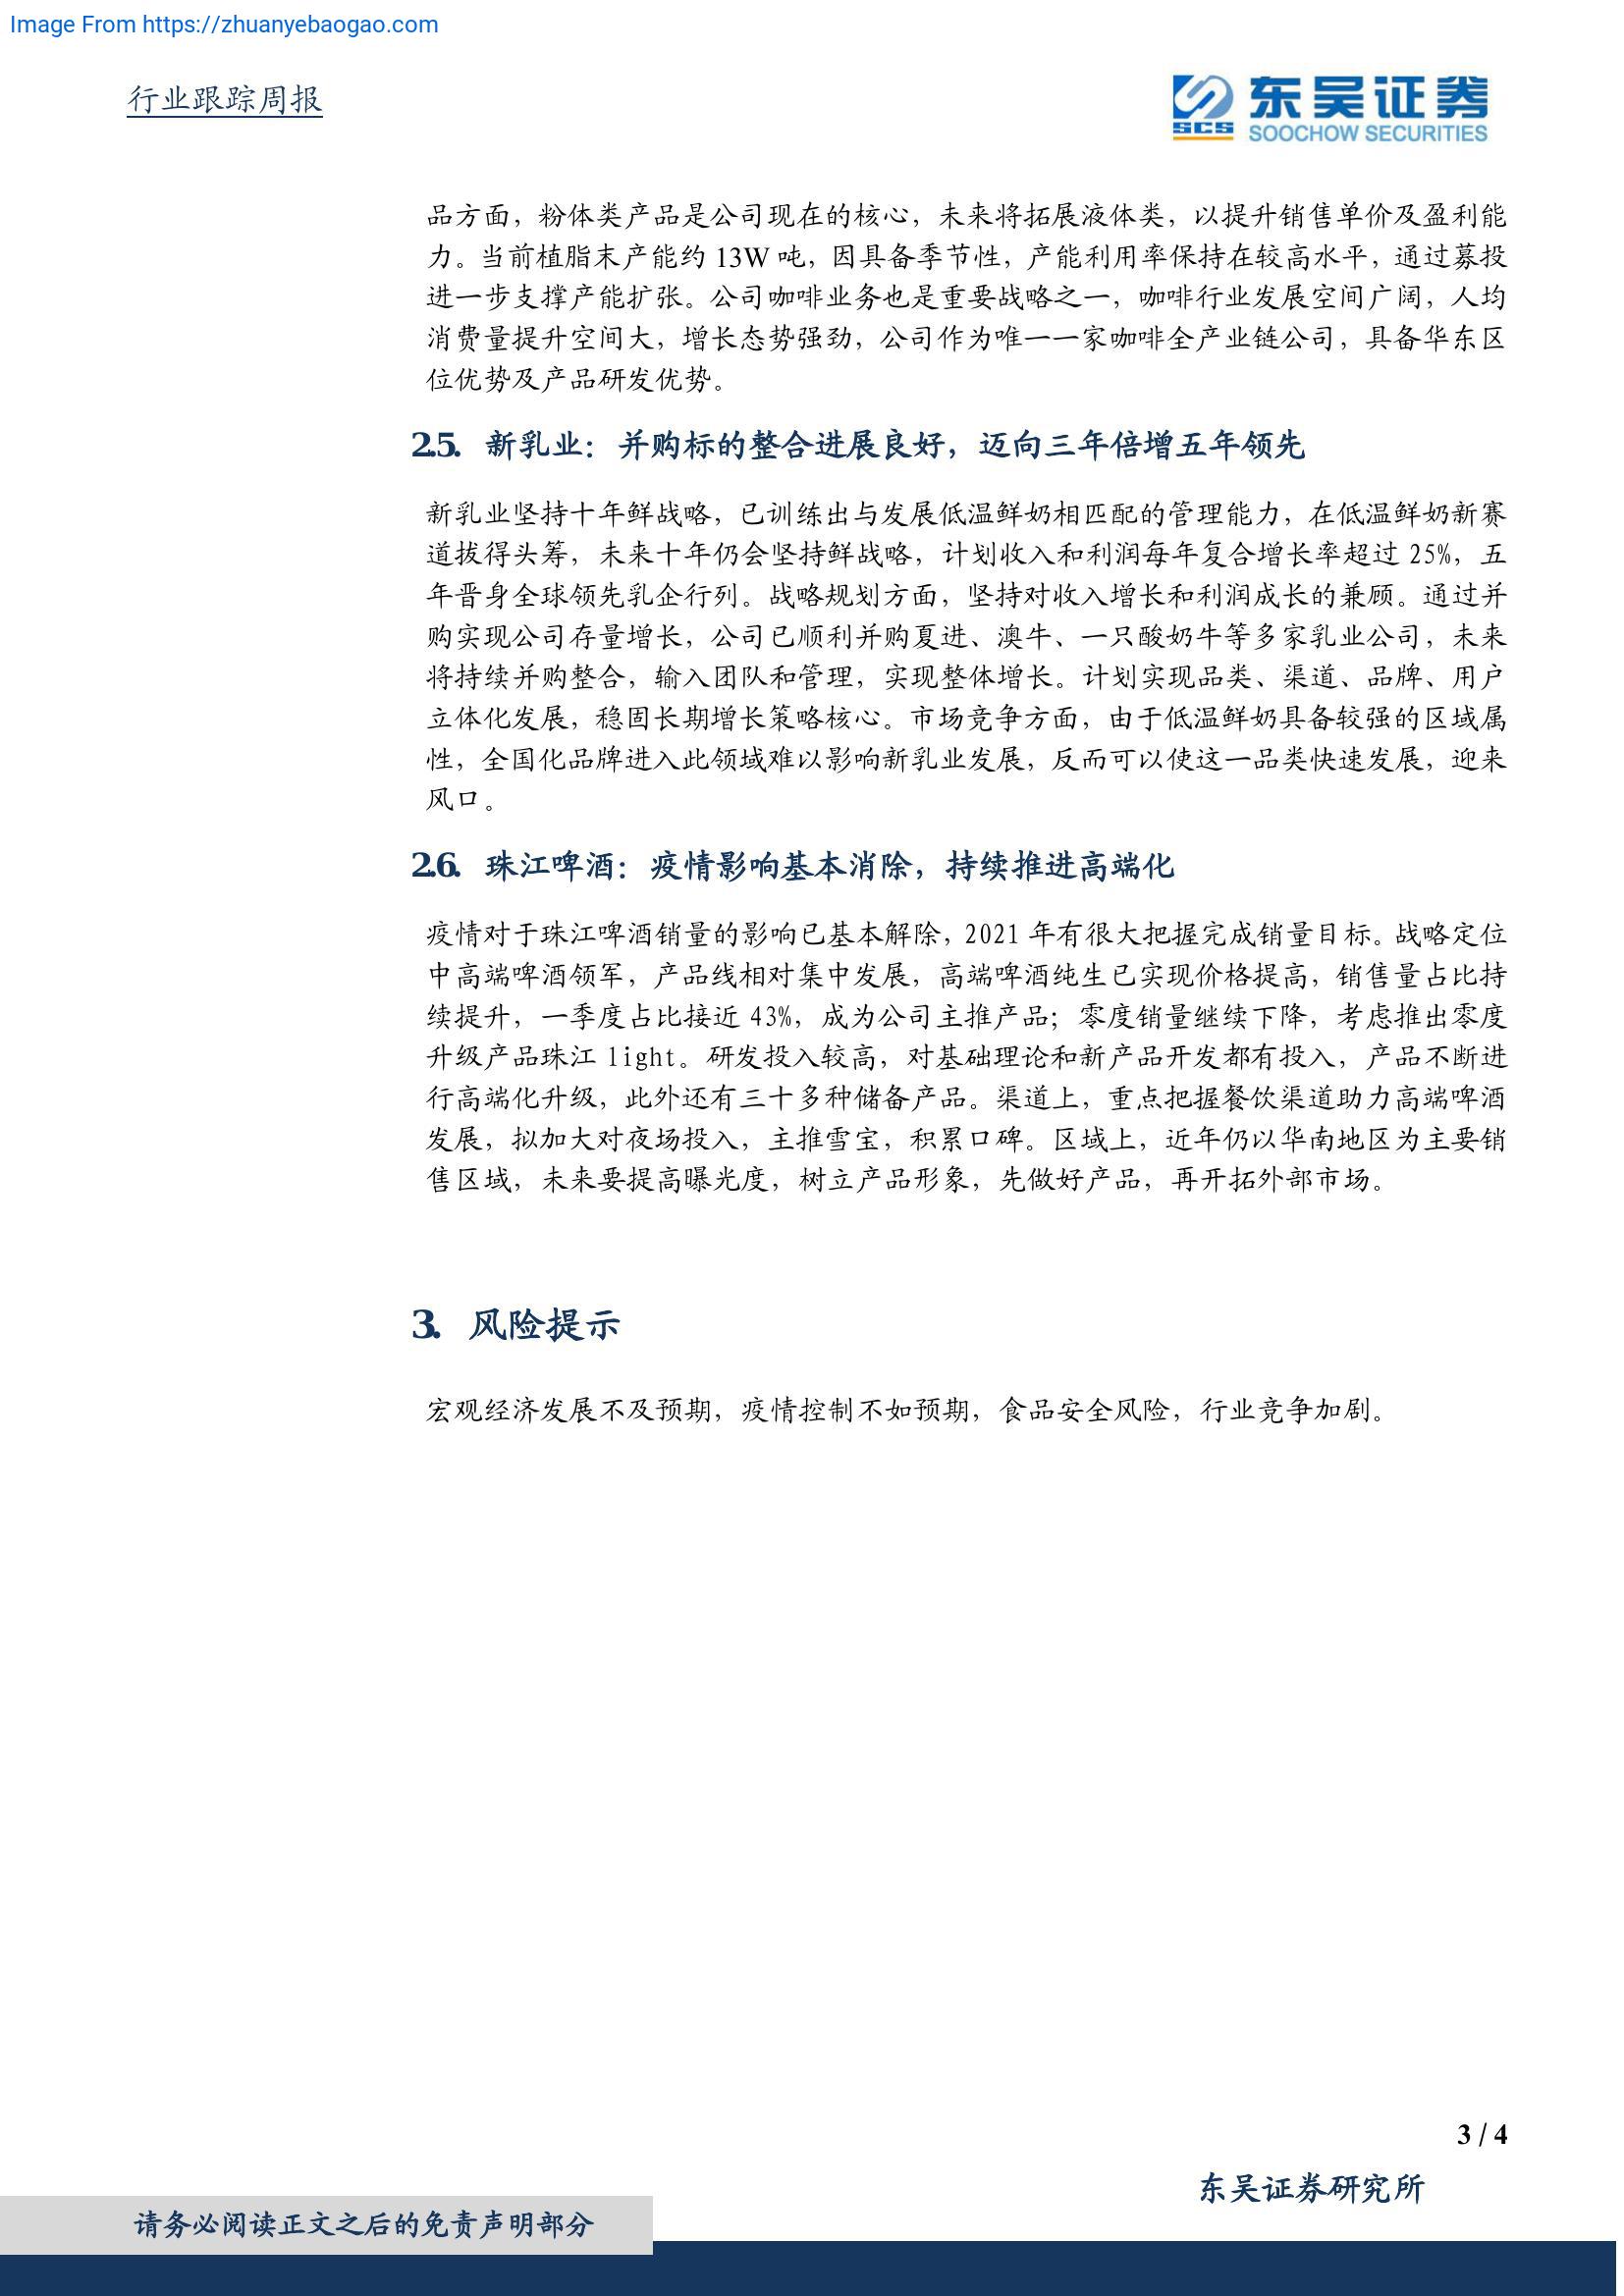 Image From https://zhuanyebaogao.com
行业跟踪周报
东吴证券
SCS
SOOCHOW SECURITIES
品方面，粉体类产品是公司现在的核心，未来将拓展液体类，以提升销售单价及盈利能
力。当前植脂末产能约 13W 吨，因具备季节性，产能利用率保持在较高水平，通过募投
进一步支撑产能扩张。公司咖啡业务也是重要战略之一，咖啡行业发展空间广阔，人均
消费量提升空间大，增长态势强劲，公司作为唯一一家咖啡全产业链公司，具备华东区
位优势及产品研发优势。
2.5. 新乳业：并购标的整合进展良好，迈向三年倍增五年领先
新乳业坚持十年鲜战略，已训练出与发展低温鲜奶相匹配的管理能力，在低温鲜奶新赛
道拔得头筹，未来十年仍会坚持鲜战略，计划收入和利润每年复合增长率超过 25%，五
年晋身全球领先乳企行列。战略规划方面，坚持对收入增长和利润成长的兼顾。通过并
购实现公司存量增长，公司已顺利并购夏进、澳牛、一只酸奶牛等多家乳业公司，未来
将持续并购整合，输入团队和管理，实现整体增长。计划实现品类、渠道、品牌、用户
立体化发展，稳固长期增长策略核心。市场竞争方面，由于低温鲜奶具备较强的区域属
性，全国化品牌进入此领域难以影响新乳业发展，反而可以使这一品类快速发展，迎来
风口。
2.6. 珠江啤酒：疫情影响基本消除，持续推进高端化
疫情对于珠江啤酒销量的影响已基本解除，2021 年有很大把握完成销量目标。战略定位
中高端啤酒领军，产品线相对集中发展，高端啤酒纯生已实现价格提高，销售量占比持
续提升，一季度占比接近 43%，成为公司主推产品；零度销量继续下降，考虑推出零度
升级产品珠江 light。研发投入较高，对基础理论和新产品开发都有投入，产品不断进
行高端化升级，此外还有三十多种储备产品。渠道上，重点把握餐饮渠道助力高端啤酒
发展，拟加大对夜场投入，主推雪宝，积累口碑。区域上，近年仍以华南地区为主要销
售区域，未来要提高曝光度，树立产品形象，先做好产品，再开拓外部市场。
3. 风险提示
宏观经济发展不及预期，疫情控制不如预期，食品安全风险，行业竞争加剧。
3 / 4
东吴证券研究所
请务必阅读正文之后的免责声明部分